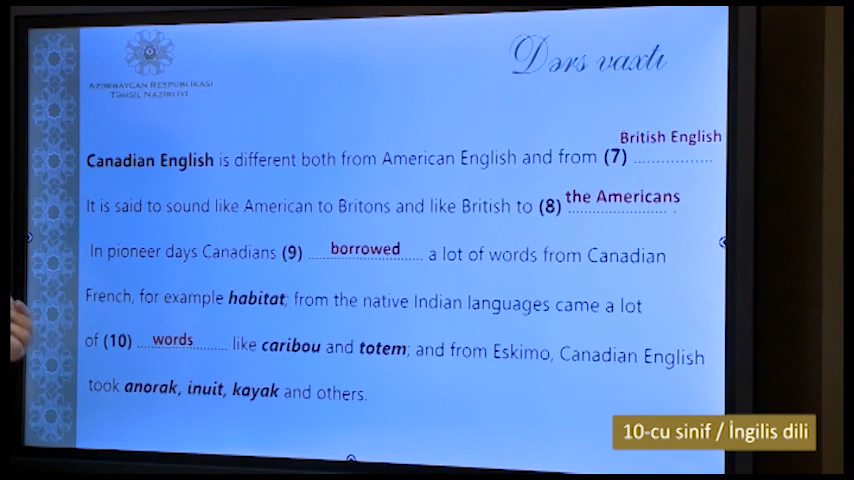 AZƏRBAYCAN RESPUBLİKASI
TƏHSİL NAZİRLİYİ
Dərs vaxtı
British English
Canadian English is different both from American English and from (7) ................
the Americans
It is said to sound like American to Britons and like British to (8) .................. .
In pioneer days Canadians (9) ..... borrowed ..... a lot of words from Canadian
French, for example habitat; from the native Indian languages came a lot
of (10) .... words ........ like caribou and totem; and from Eskimo, Canadian English
took anorak, inuit, kayak and others.
10-cu sinif / İngilis dili